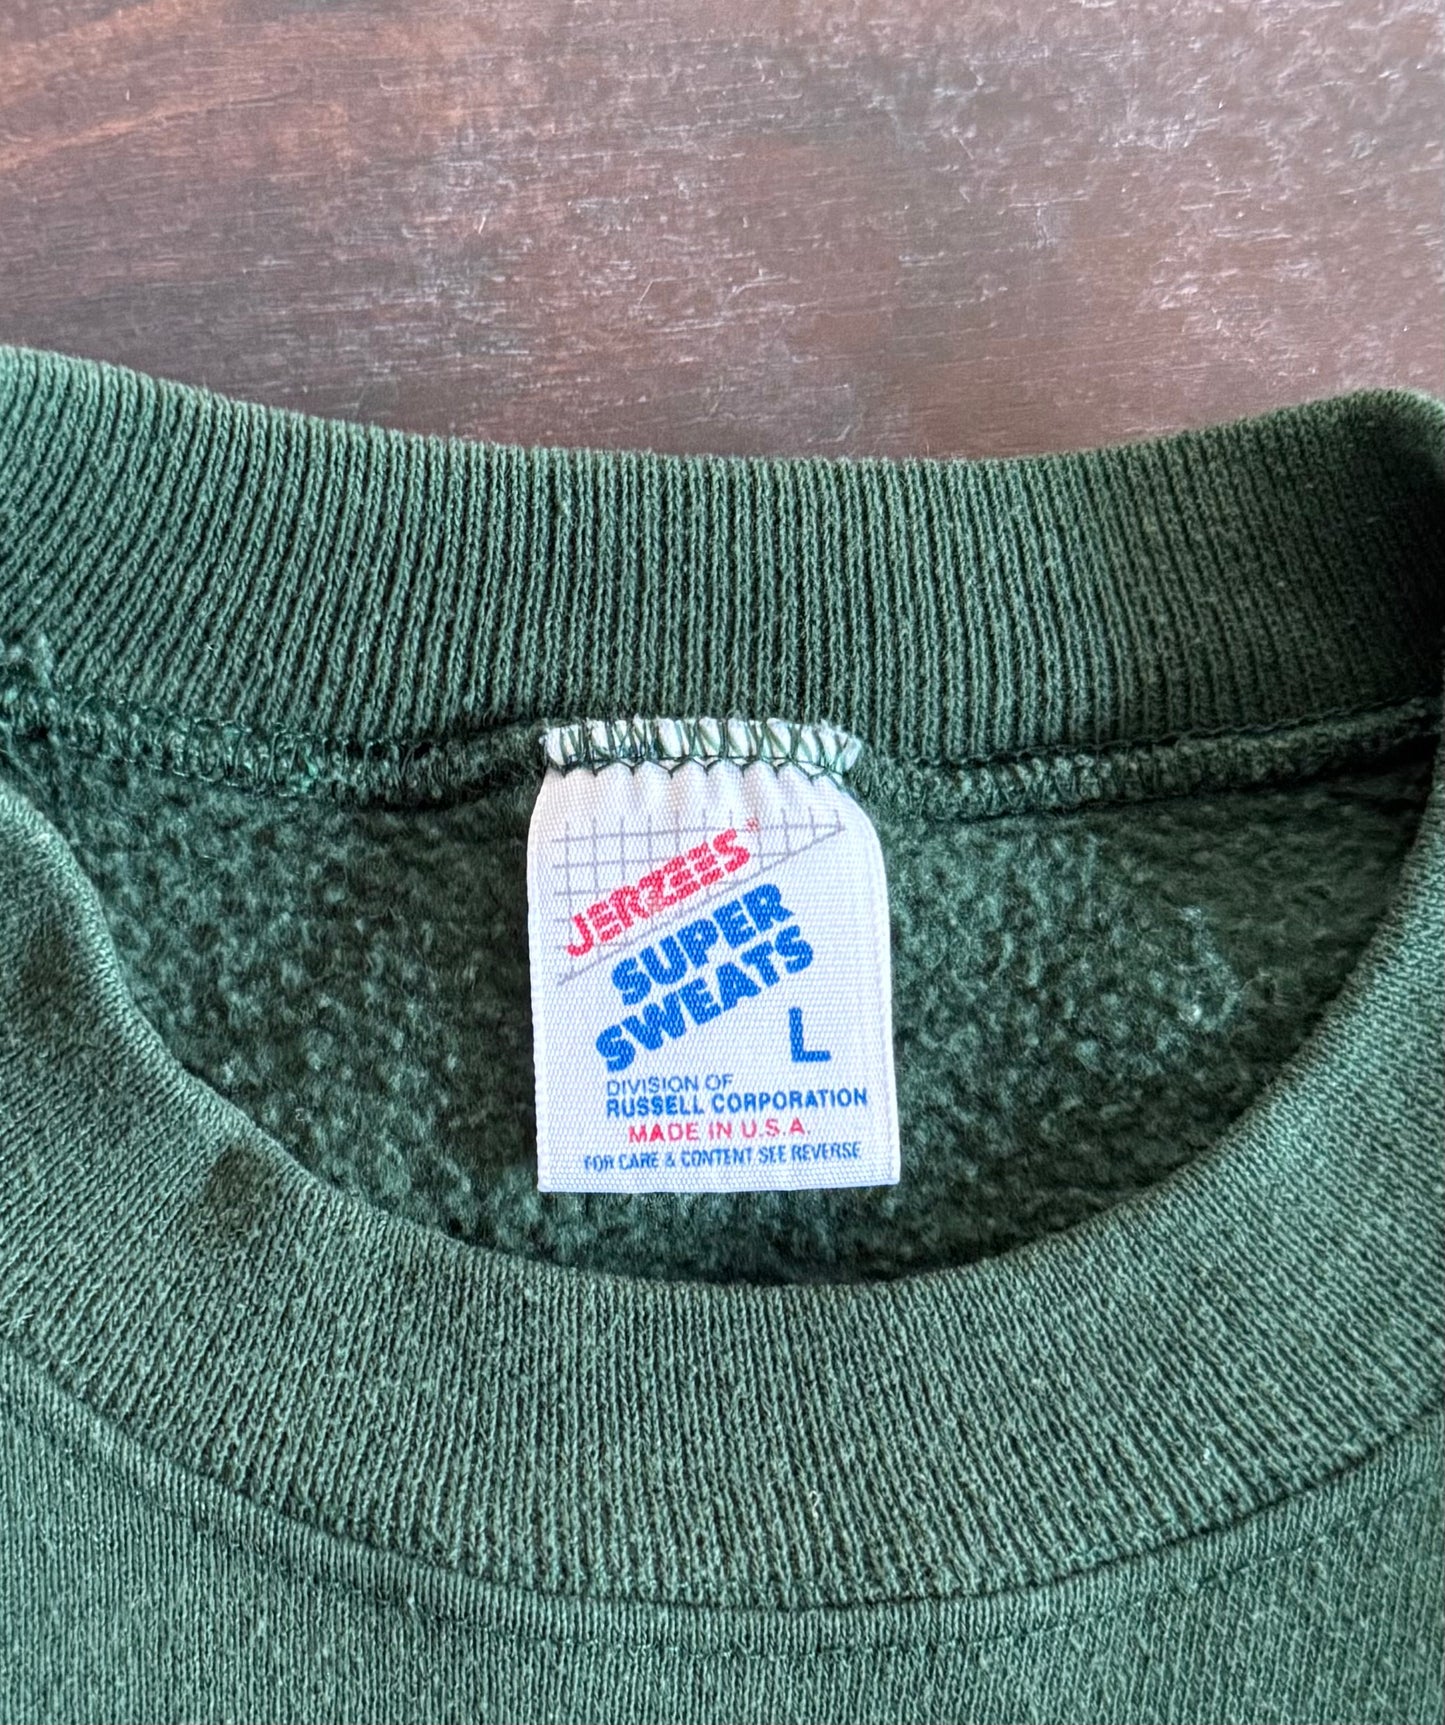 JERZEES®
SUPER
SWEATS
L
DIVISION OF
RUSSELL CORPORATION
MADE IN U.S.A.
FOR CARE & CONTENT SEE REVERSE